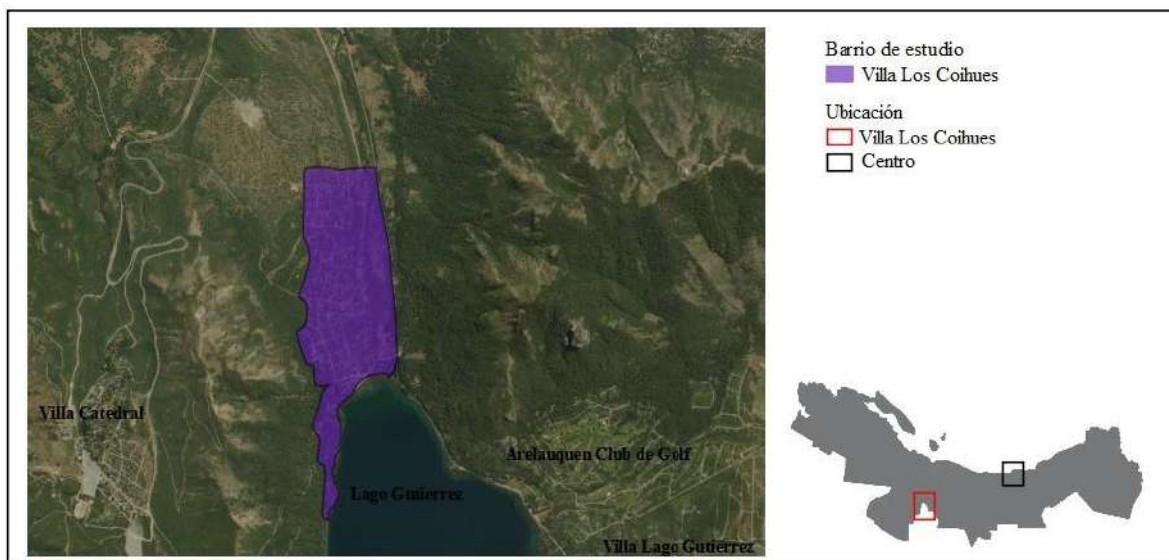 Barrio de estudio
Villa Los Coihues
Ubicación
Villa Los Coihues
Centro
Villa Catedral
Arelauquen Club de Golf
Lago Gutierrez
Villa Lago Gutierrez